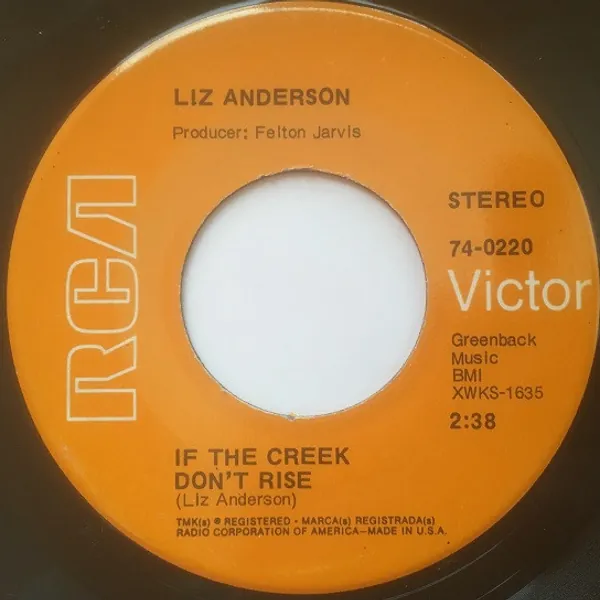 LIZ ANDERSON
Producer: Felton Jarvis
RCA
STEREO
74-0220
Victor
Greenback
Music
BMI
XWKS-1635
2:38
IF THE CREEK
DON'T RISE
(Liz Anderson)
TMK(s) ® REGISTERED • MARCA(s) REGISTRADA(s)
RADIO CORPORATION OF AMERICA—MADE IN U.S.A.